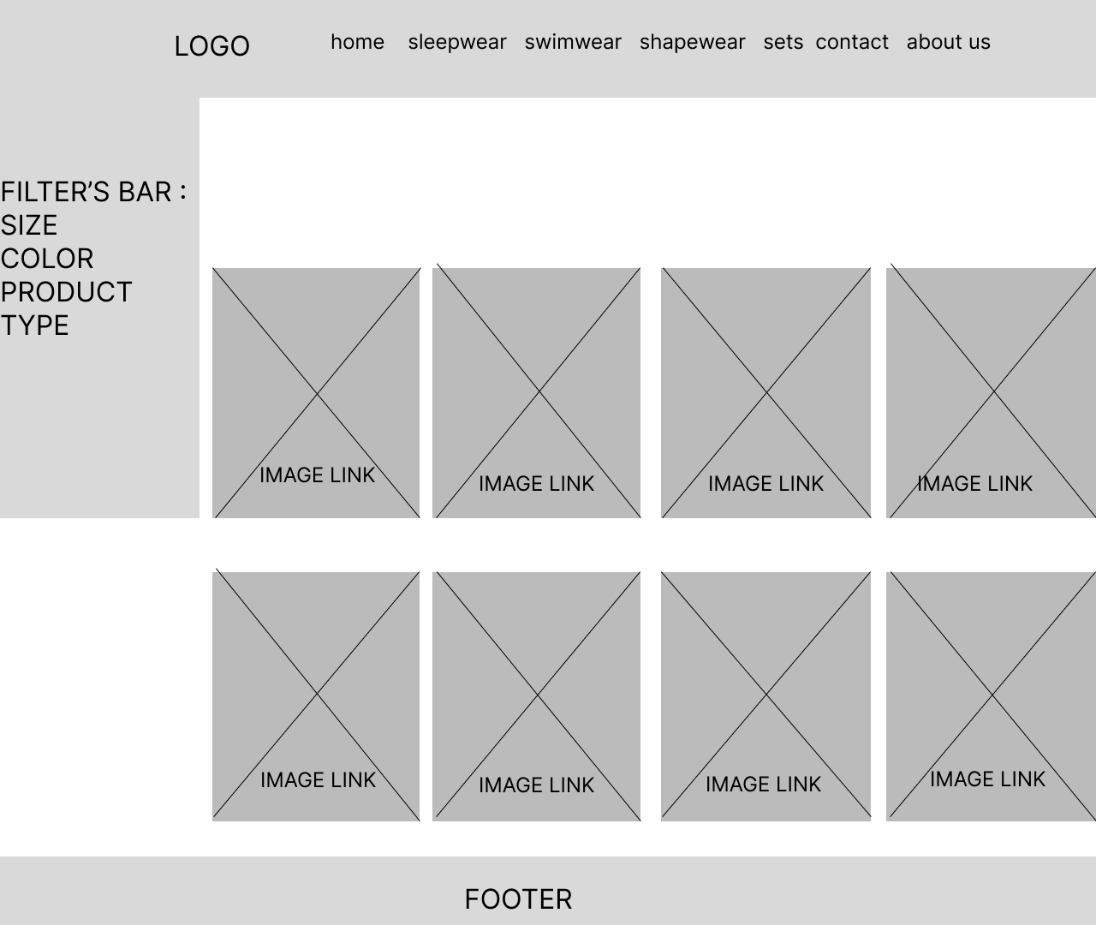 LOGO
home sleepwear swimwear shapewear sets contact about us
FILTER’S BAR :
SIZE
COLOR
PRODUCT
TYPE
IMAGE LINK
IMAGE LINK
IMAGE LINK
IMAGE LINK
IMAGE LINK
IMAGE LINK
IMAGE LINK
IMAGE LINK
FOOTER